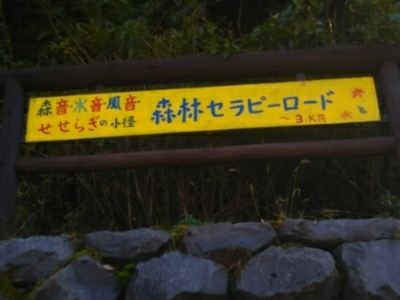 森音・水音・風音
せせらぎの小径
森林セラピーロード
～3.KM